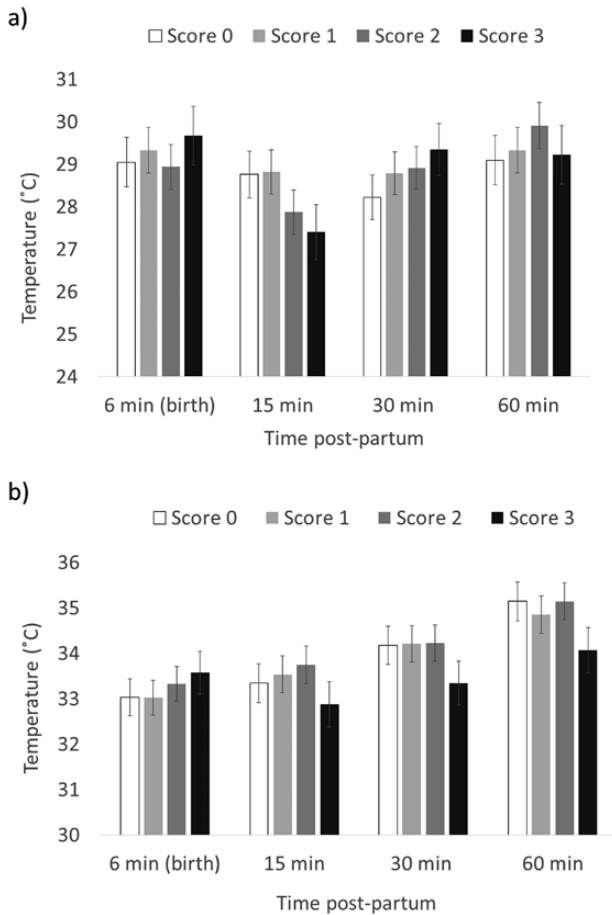 a)
Score 0 Score 1 Score 2 Score 3
31
30
29
28
27
26
25
24
Temperature (˚C)
6 min (birth) 15 min 30 min 60 min
Time post-partum
b)
Score 0 Score 1 Score 2 Score 3
36
35
34
33
32
31
30
Temperature (˚C)
6 min (birth) 15 min 30 min 60 min
Time post-partum